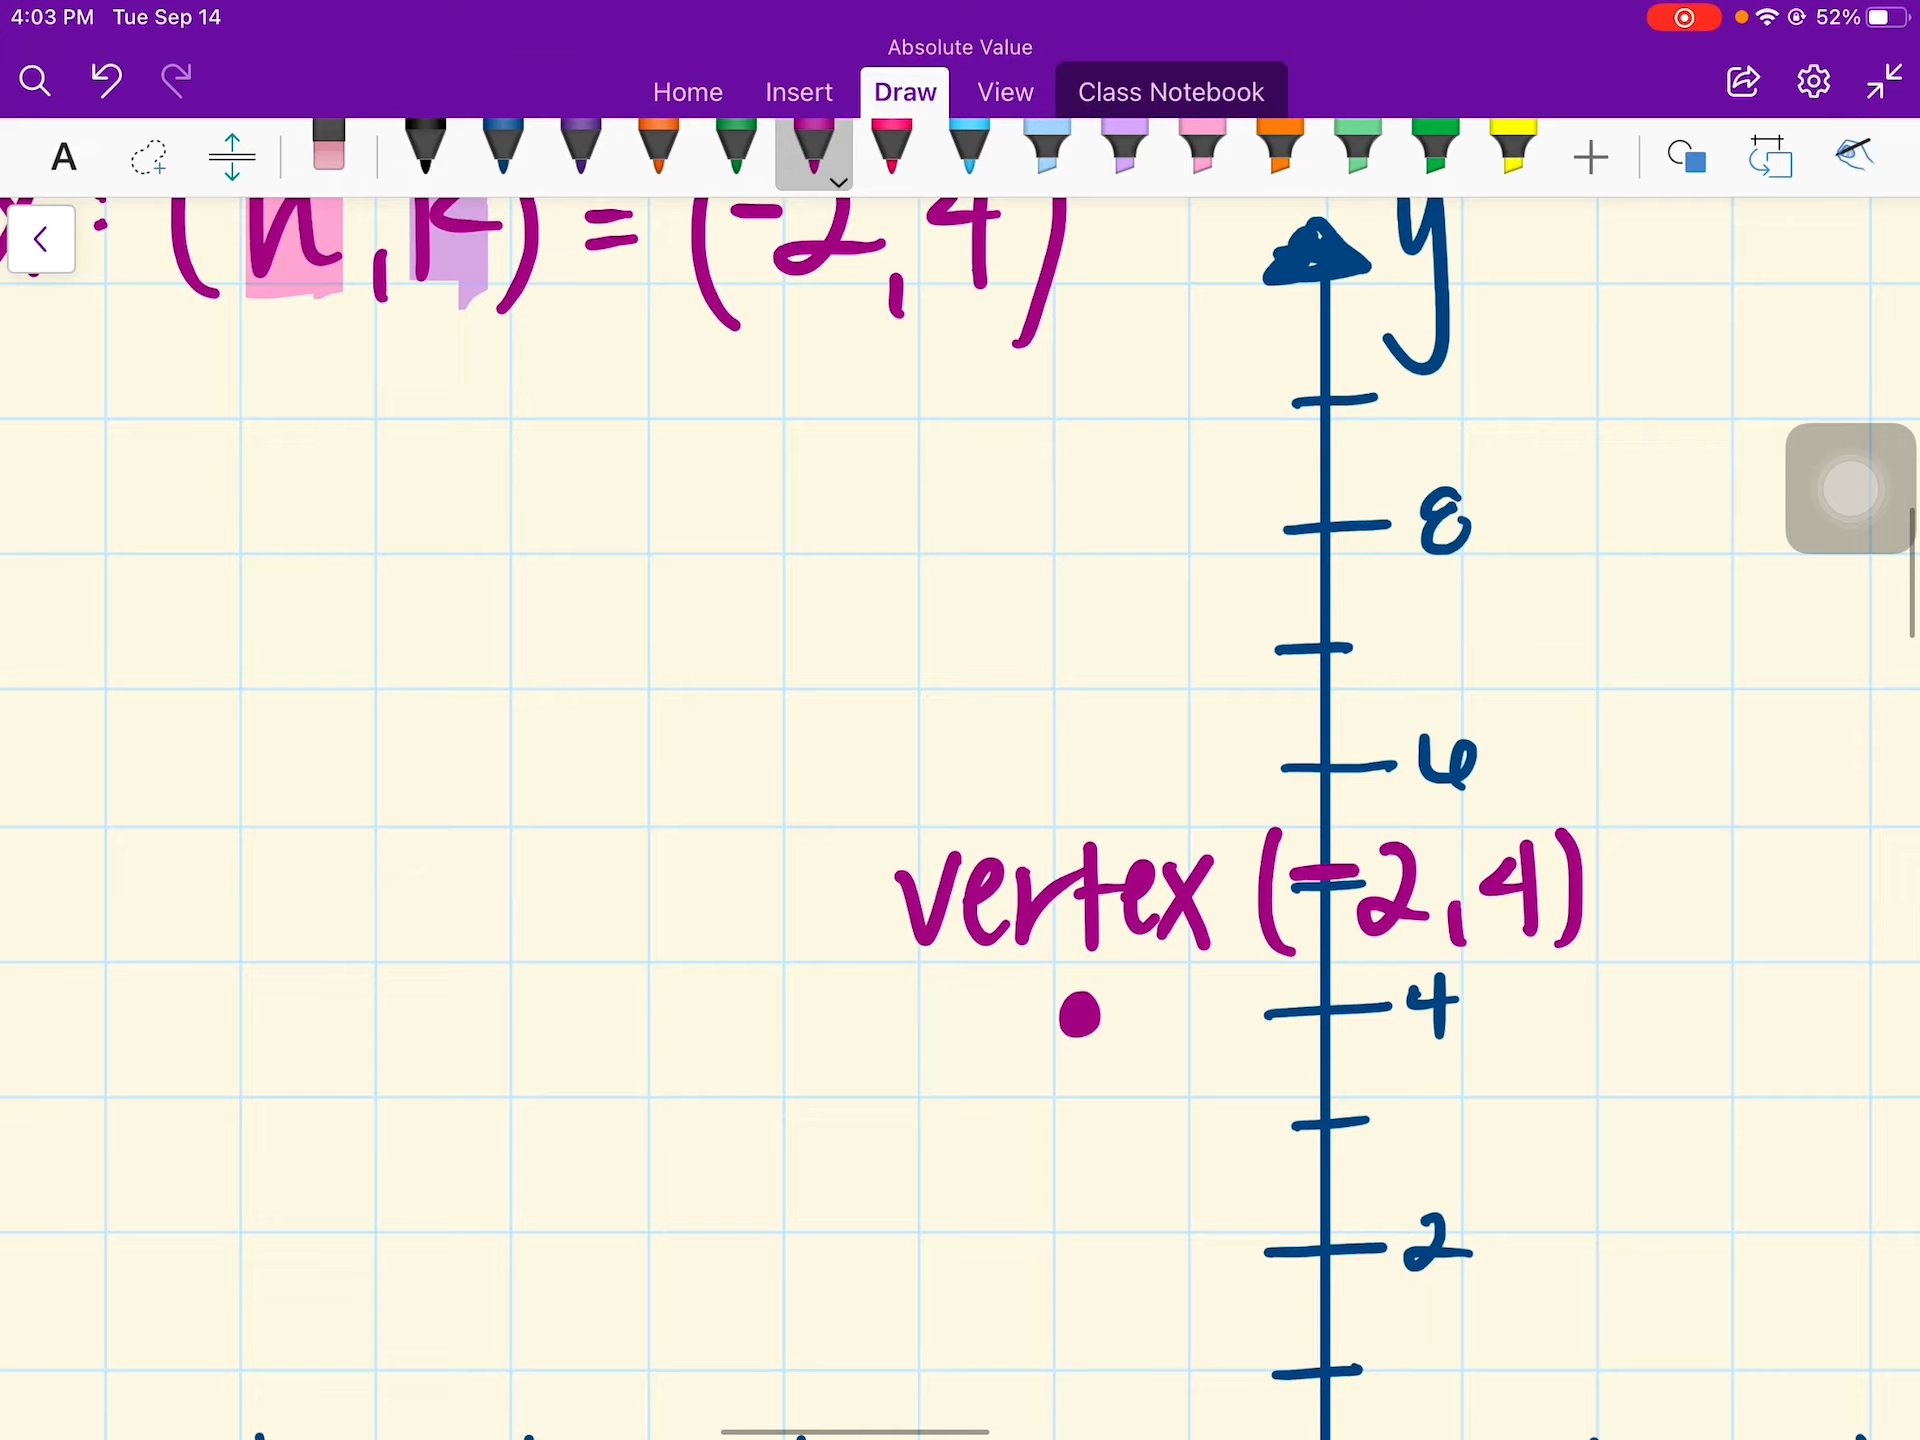 4:03 PM Tue Sep 14
52%
Absolute Value
Home Insert Draw View Class Notebook
A
: (h,k) = (-2,4)
y
8
6
vertex (-2,4)
4
2